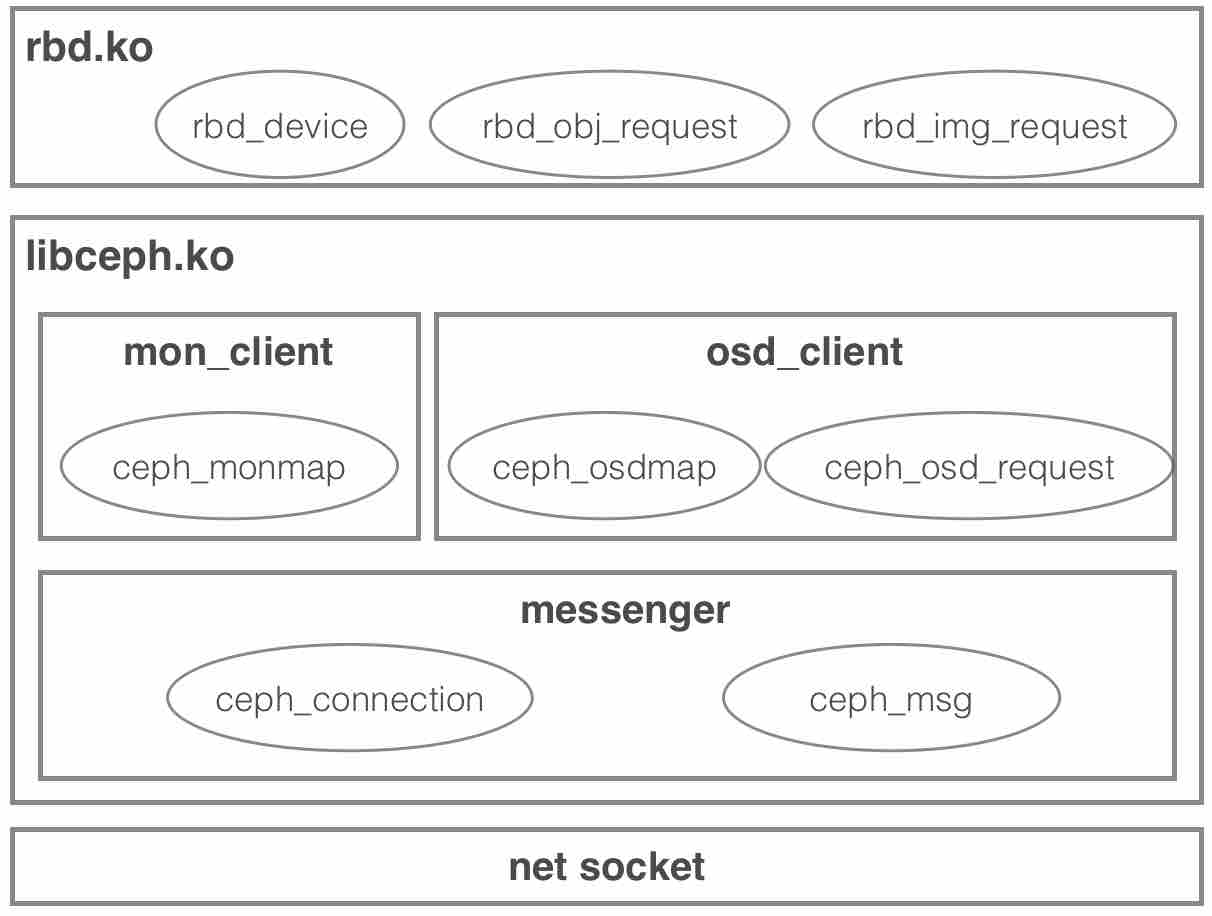 rbd.ko
rbd_device rbd_obj_request rbd_img_request
libceph.ko
mon_client osd_client
ceph_monmap ceph_osdmap ceph_osd_request
messenger
ceph_connection ceph_msg
net socket